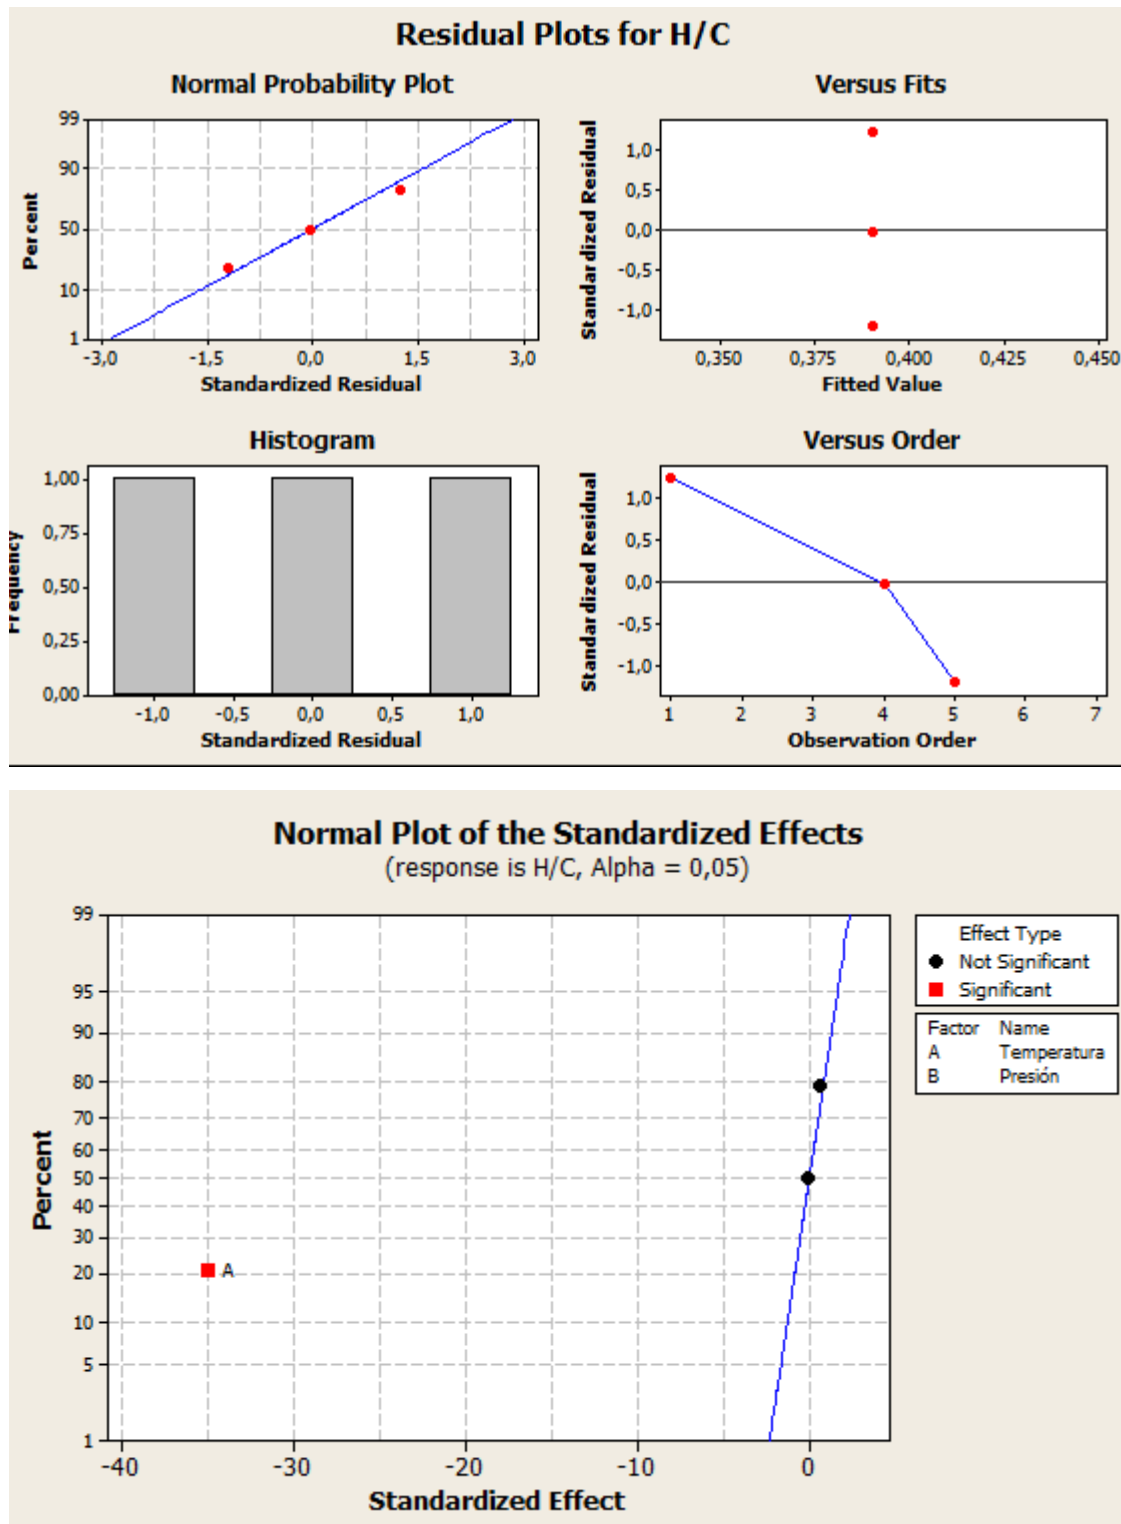 Residual Plots for H/C
Normal Probability Plot
Percent
99
90
50
10
1
-3,0 -1,5 0,0 1,5 3,0
Standardized Residual
Versus Fits
Standardized Residual
1,0
0,5
0,0
-0,5
-1,0
0,350 0,375 0,400 0,425 0,450
Fitted Value
Histogram
Frequency
1,00
0,75
0,50
0,25
0,00
-1,0 -0,5 0,0 0,5 1,0
Standardized Residual
Versus Order
Standardized Residual
1,0
0,5
0,0
-0,5
-1,0
1 2 3 4 5 6 7
Observation Order
Normal Plot of the Standardized Effects
(response is H/C, Alpha = 0,05)
Percent
99
95
90
80
70
60
50
40
30
20
10
5
1
A
-40 -30 -20 -10 0
Standardized Effect
Effect Type
Not Significant
Significant
Factor Name
A Temperatura
B Presión